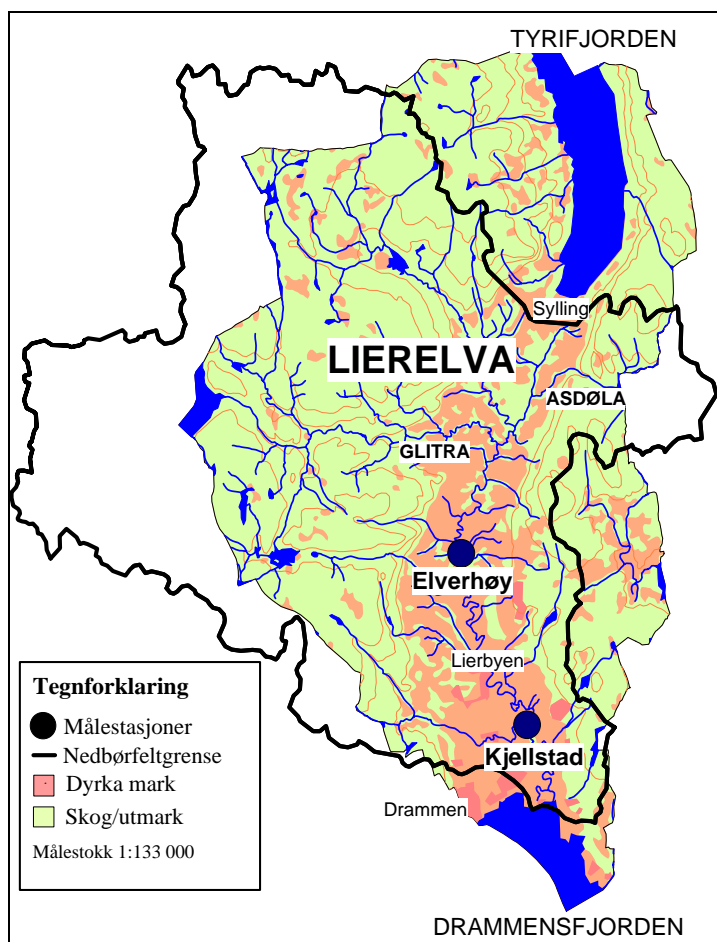 TYRIFJORDEN
Sylling
LIERELVA
ASDØLA
GLITRA
Elverhøy
Lierbyen
Kjellstad
Drammen
DRAMMENSFJORDEN
Tegnforklaring
Målestasjoner
Nedbørfeltgrense
Dyrka mark
Skog/utmark
Målestokk 1:133 000